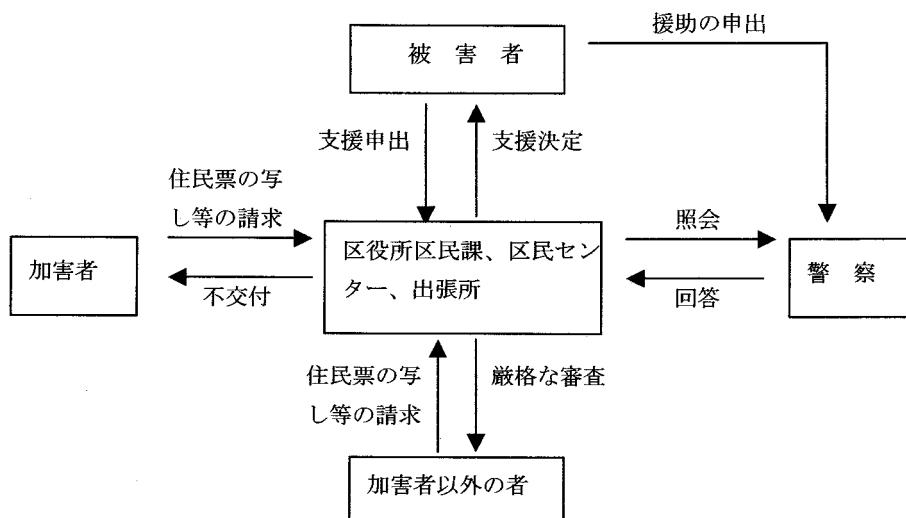 援助の申出
被　害　者
支援申出
支援決定
住民票の写
し等の請求
照会
加害者
区役所区民課、区民セン
ター、出張所
警　察
不交付
回答
住民票の写
し等の請求
厳格な審査
加害者以外の者